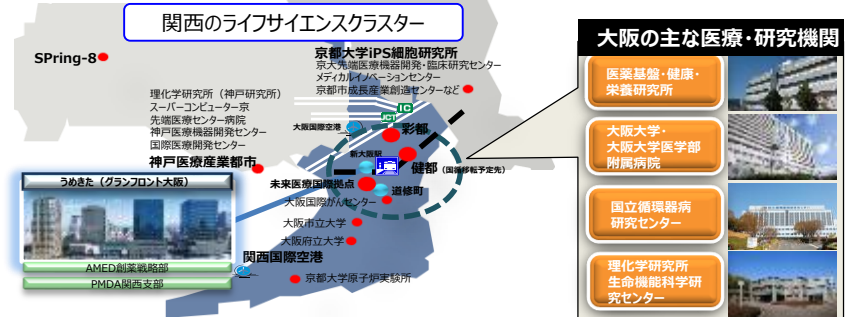 関西のライフサイエンスクラスター
SPring-8
京都大学iPS細胞研究所
京大先端医療機器開発・臨床研究センター
メディカルイノベーションセンター
京都市成長産業創造センターなど
理化学研究所（神戸研究所）
スーパーコンピューター京
先端医療センター病院
神戸医療機器開発センター
国際医療開発センター
神戸医療産業都市
IC
JCT
大阪国際空港
彩都
新大阪駅
健都（国循移転予定先）
未来医療国際拠点
道修町
大阪国際がんセンター
大阪市立大学
大阪府立大学
関西国際空港
京都大学原子炉実験所
うめきた（グランフロント大阪）
AMED創薬戦略部
PMDA関西支部
大阪の主な医療・研究機関
医薬基盤・健康・
栄養研究所
大阪大学・
大阪大学医学部
附属病院
国立循環器病
研究センター
理化学研究所
生命機能科学研
究センター